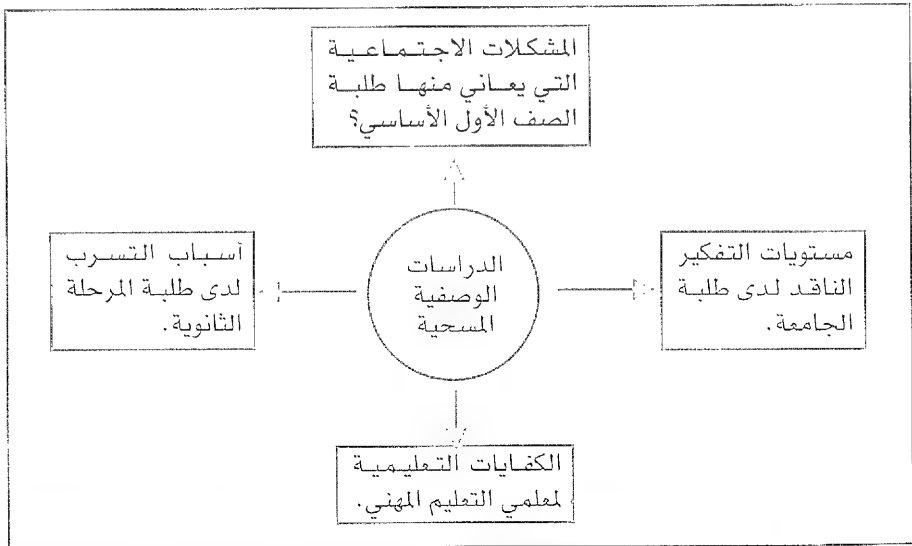 المشكلات الاجتماعية
التي يعاني منها طلبة
الصف الأول الأساسي؟
مستويات التفكير
الناقد لدى طلبة
الجامعة.
الدراسات
الوصفية
المسحية
أسباب التسرب
لدى طلبة المرحلة
الثانوية.
الكفايات التعليمية
لمعلمي التعليم المهني.